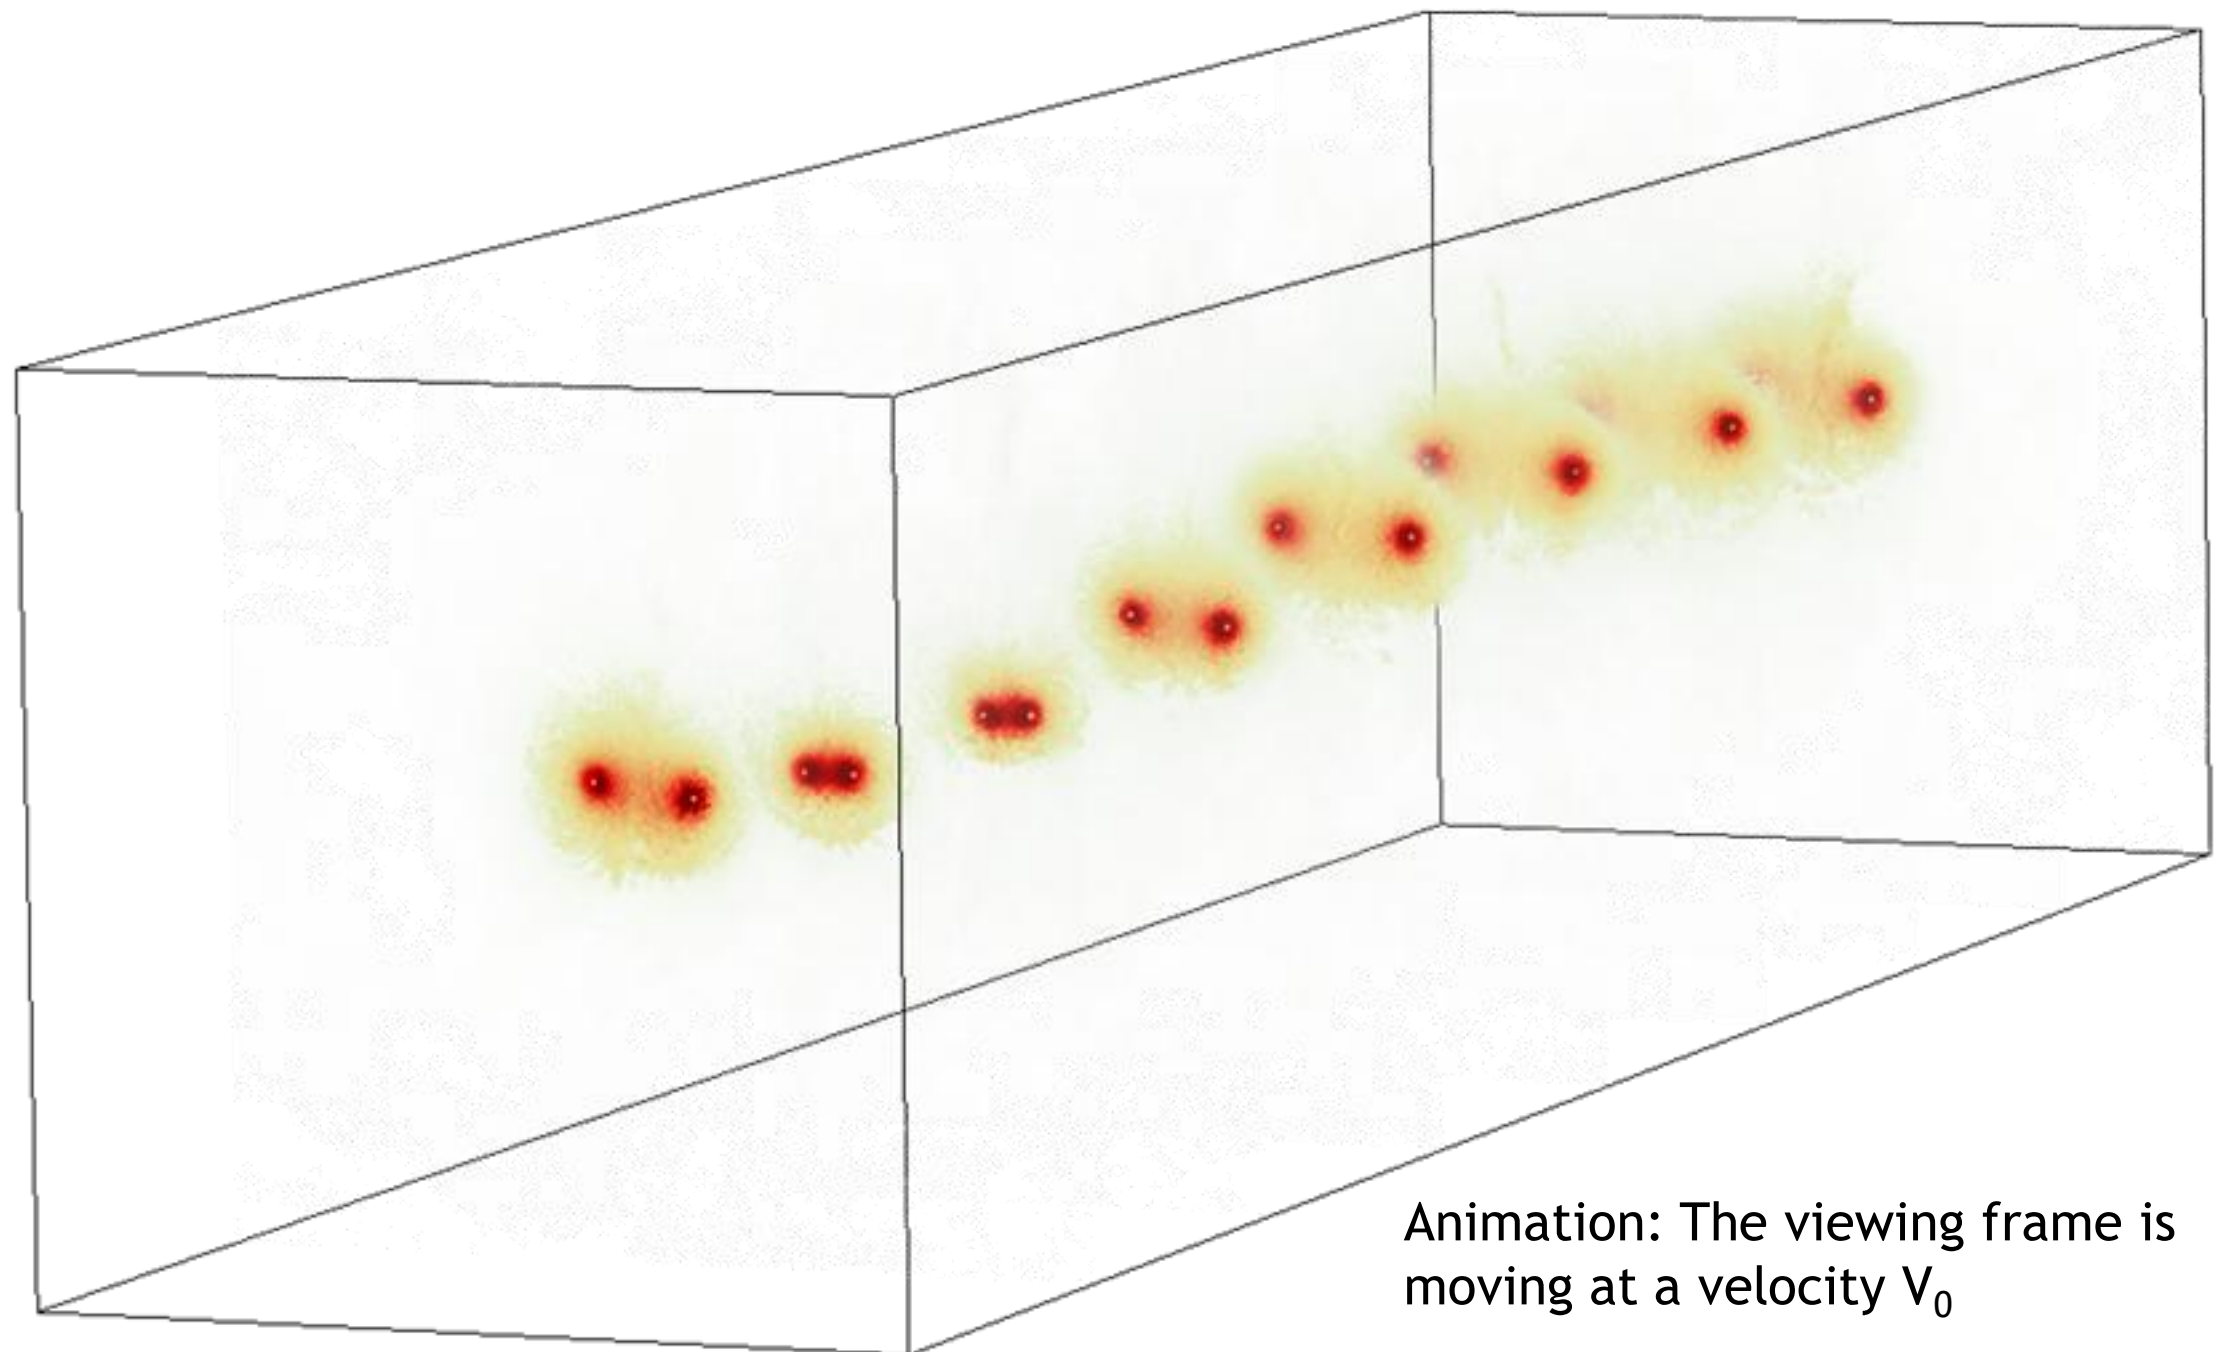 Animation: The viewing frame is
moving at a velocity V₀